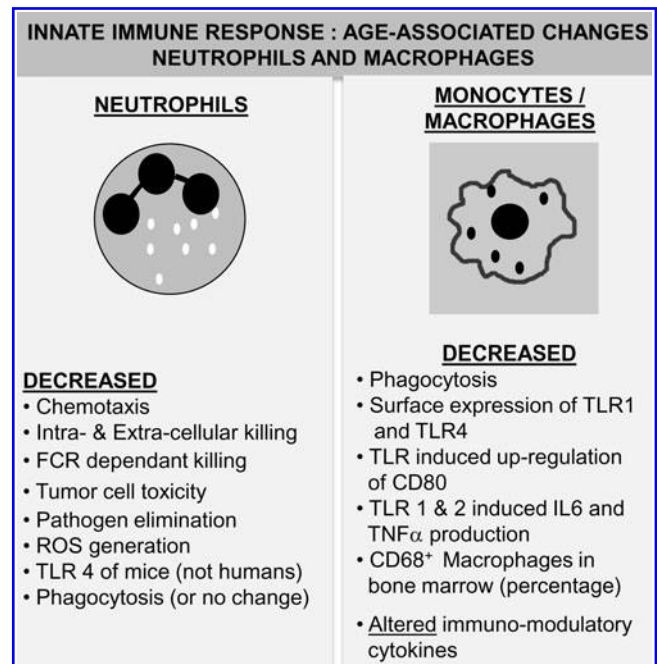 INNATE IMMUNE RESPONSE : AGE-ASSOCIATED CHANGES
NEUTROPHILS AND MACROPHAGES
NEUTROPHILS
DECREASED
• Chemotaxis
• Intra- & Extra-cellular killing
• FCR dependant killing
• Tumor cell toxicity
• Pathogen elimination
• ROS generation
• TLR 4 of mice (not humans)
• Phagocytosis (or no change)
MONOCYTES /
MACROPHAGES
DECREASED
• Phagocytosis
• Surface expression of TLR1
and TLR4
• TLR induced up-regulation
of CD80
• TLR 1 & 2 induced IL6 and
TNFα production
• CD68⁺ Macrophages in
bone marrow (percentage)
• Altered immuno-modulatory
cytokines